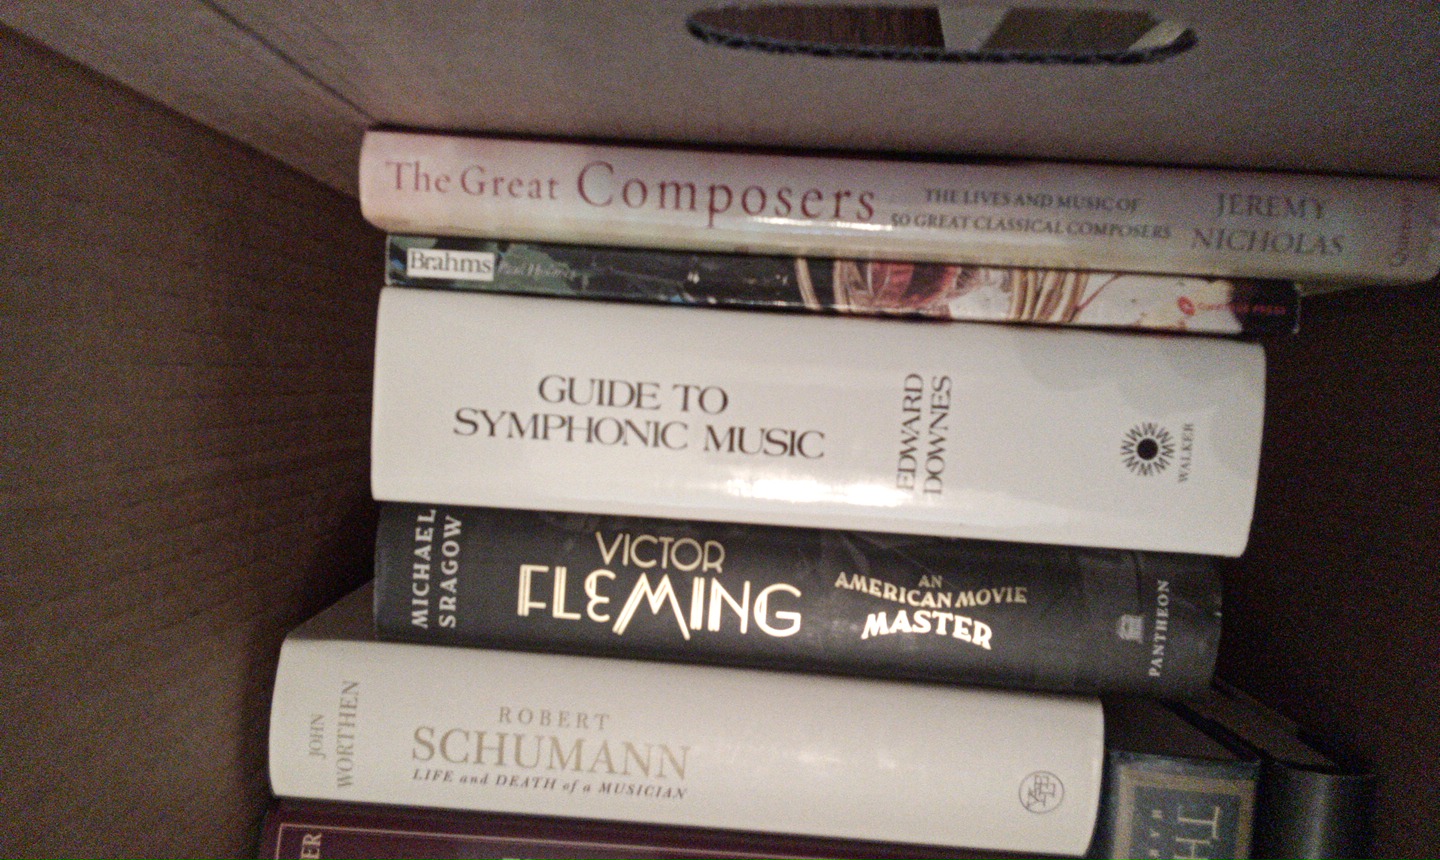 The Great Composers
THE LIVES AND MUSIC OF
50 GREAT CLASSICAL COMPOSERS
JEREMY
NICHOLAS
Brahms
GUIDE TO
SYMPHONIC MUSIC
EDWARD
DOWNES
WALKER
MICHAEL
SRAGOW
VICTOR
FLEMING
AN
AMERICAN MOVIE
MASTER
PANTHEON
JOHN
WORTHEN
ROBERT
SCHUMANN
LIFE and DEATH of a MUSICIAN